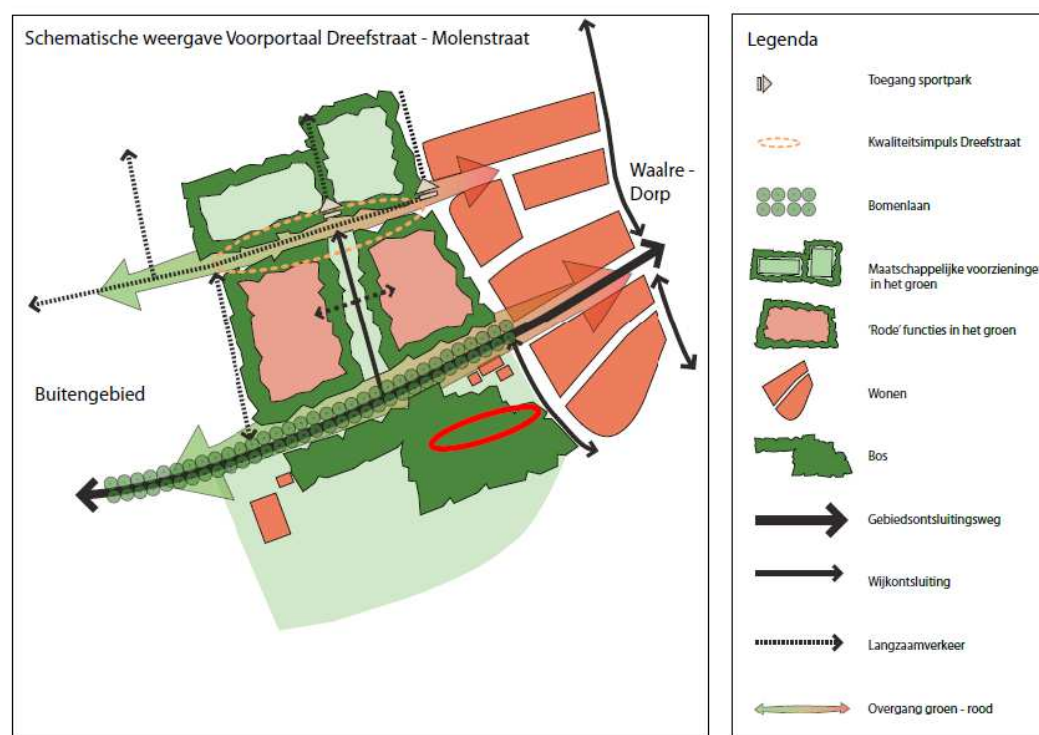 Schematische weergave Voorportaal Dreefstraat - Molenstraat
Waalre -
Dorp
Buitengebied
Legenda
Toegang sportpark
Kwaliteitsimpuls Dreefstraat
Bomenlaan
Maatschappelijke voorzieningen
in het groen
'Rode' functies in het groen
Wonen
Bos
Gebiedsontsluitingsweg
Wijkontsluiting
Langzaamverkeer
Overgang groen - rood